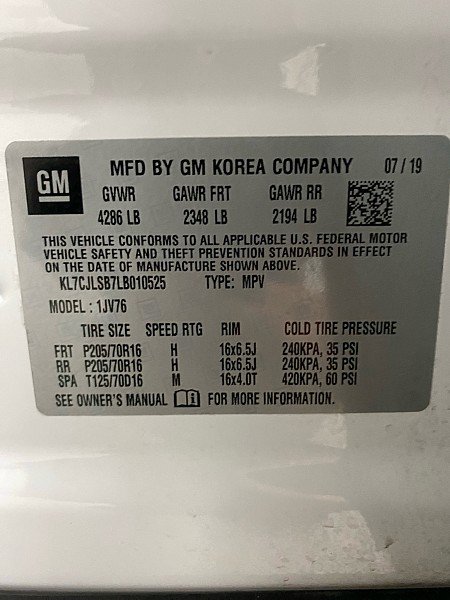 GM
MFD BY GM KOREA COMPANY 07 / 19
GVWR GAWR FRT GAWR RR
4286 LB 2348 LB 2194 LB
THIS VEHICLE CONFORMS TO ALL APPLICABLE U.S. FEDERAL MOTOR
VEHICLE SAFETY AND THEFT PREVENTION STANDARDS IN EFFECT
ON THE DATE OF MANUFACTURE SHOWN ABOVE.
KL7CJLSB7LB010525 TYPE: MPV
MODEL : 1JV76
TIRE SIZE SPEED RTG RIM COLD TIRE PRESSURE
FRT P205/70R16 H 16x6.5J 240KPA, 35 PSI
RR P205/70R16 H 16x6.5J 240KPA, 35 PSI
SPA T125/70D16 M 16x4.0T 420KPA, 60 PSI
SEE OWNER'S MANUAL FOR MORE INFORMATION.